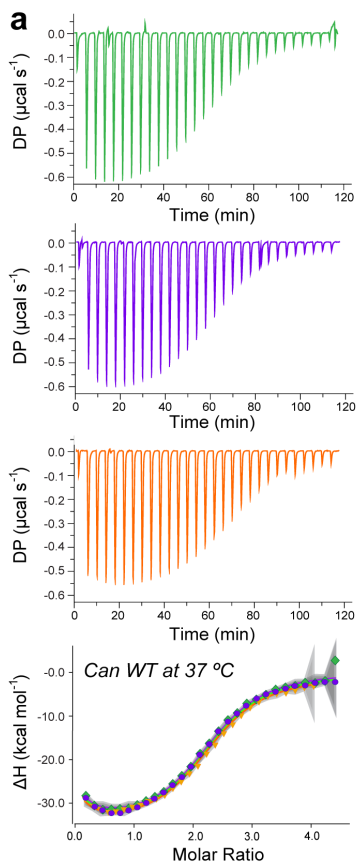 a
0.0
-0.1
-0.2
-0.3
-0.4
-0.5
-0.6
DP (µcal s⁻¹)
0 20 40 60 80 100 120
Time (min)
0.0
-0.1
-0.2
-0.3
-0.4
-0.5
-0.6
DP (µcal s⁻¹)
0 20 40 60 80 100 120
Time (min)
0.0
-0.1
-0.2
-0.3
-0.4
-0.5
-0.6
DP (µcal s⁻¹)
0 20 40 60 80 100 120
Time (min)
Can WT at 37 ºC
-0.0
-10.0
-20.0
-30.0
ΔH (kcal mol⁻¹)
0.0 1.0 2.0 3.0 4.0
Molar Ratio